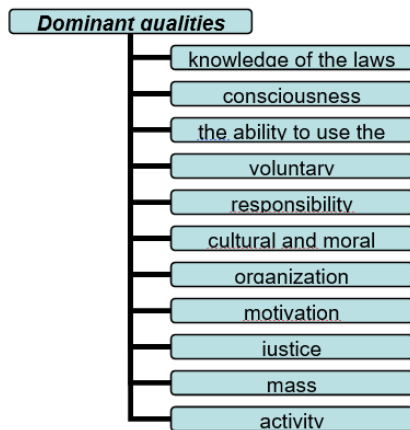 Dominant qualities
knowledge of the laws
consciousness
the ability to use the
voluntary
responsibility
cultural and moral
organization
motivation
justice
mass
activity